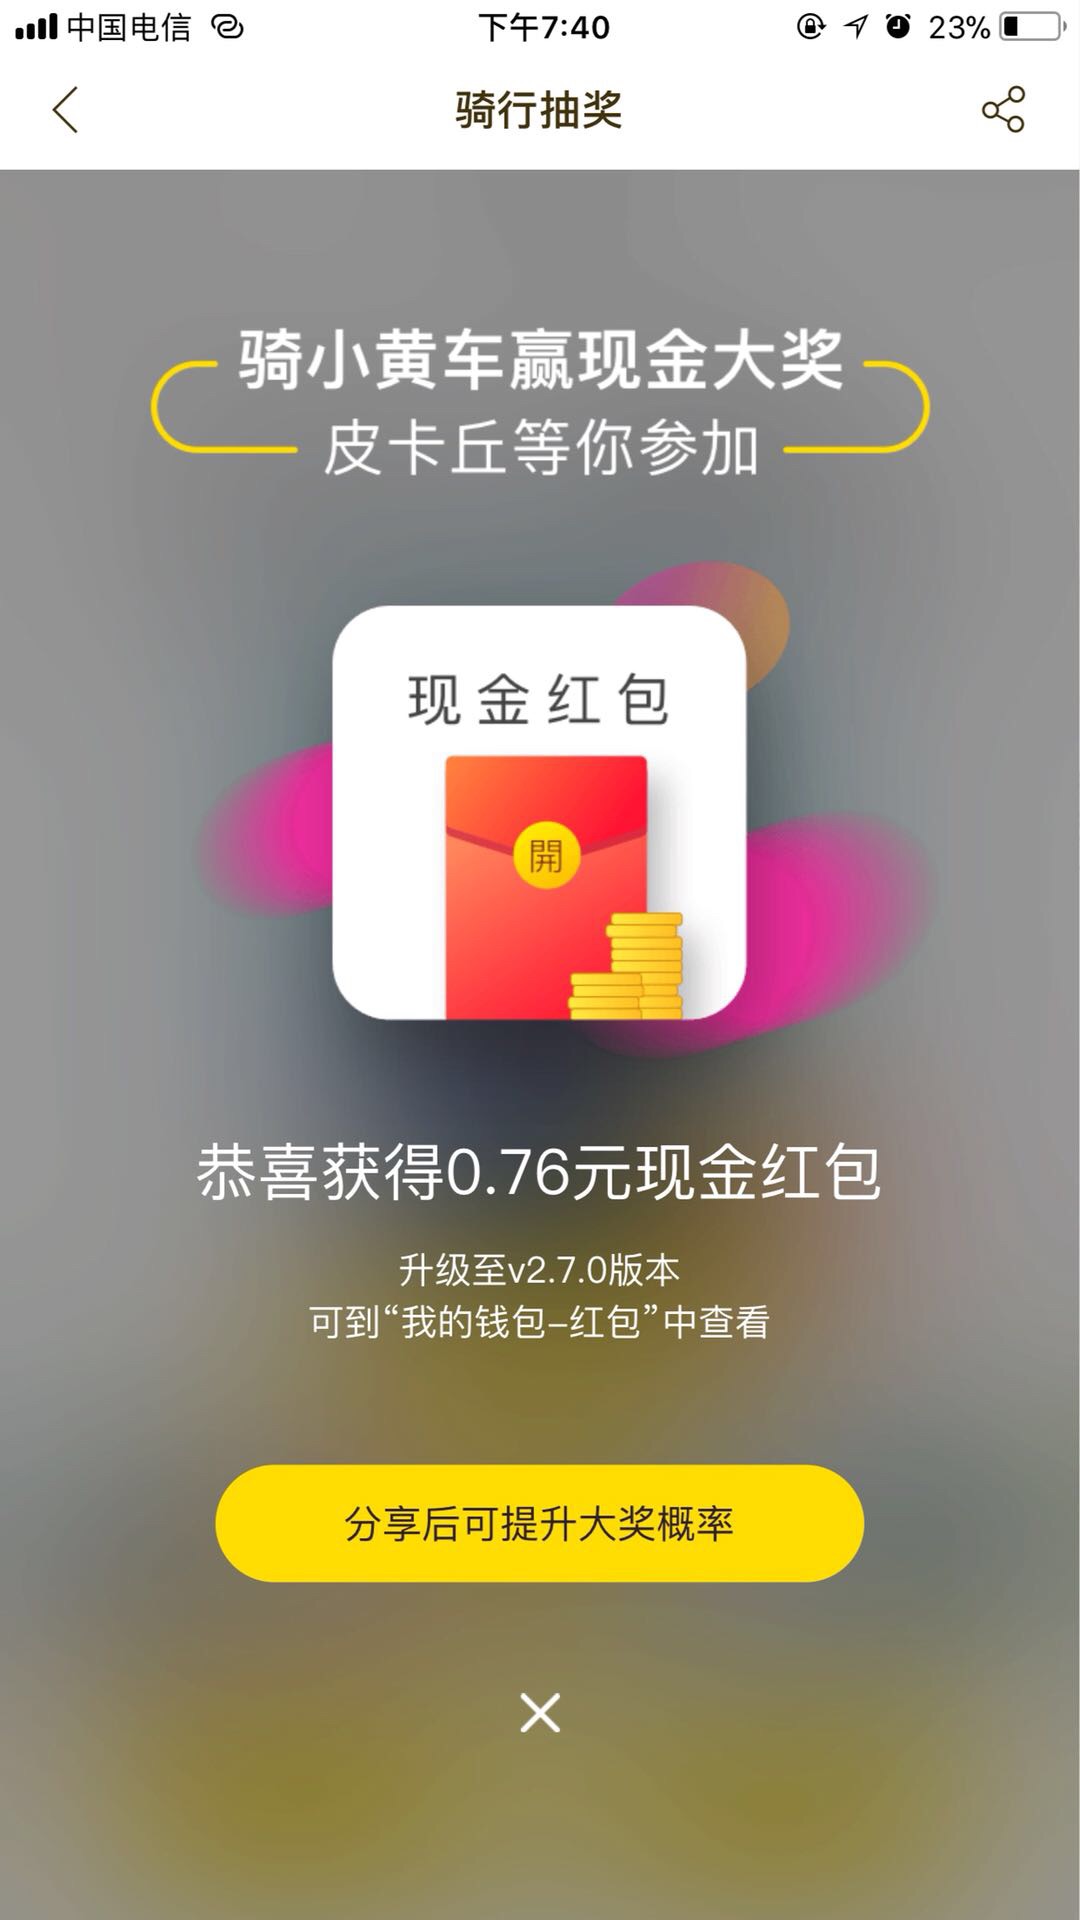 中国电信
下午7:40
23%
骑行抽奖
骑小黄车赢现金大奖
皮卡丘等你参加
现金红包
開
恭喜获得0.76元现金红包
升级至v2.7.0版本
可到“我的钱包–红包”中查看
分享后可提升大奖概率